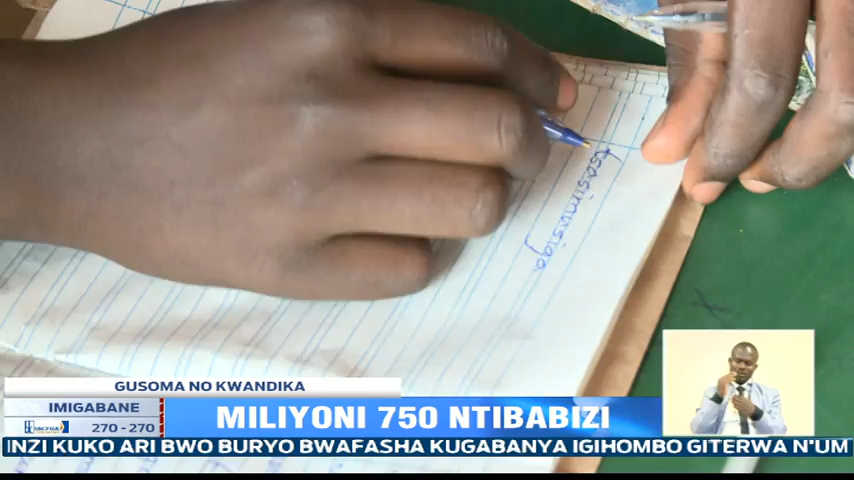 tsasimusiga
GUSOMA NO KWANDIKA
IMIGABANE
270 - 270
MILIYONI 750 NTIBABIZI
INZI KUKO ARI BWO BURYO BWAFASHA KUGABANYA IGIHOMBO GITERWA N'UM